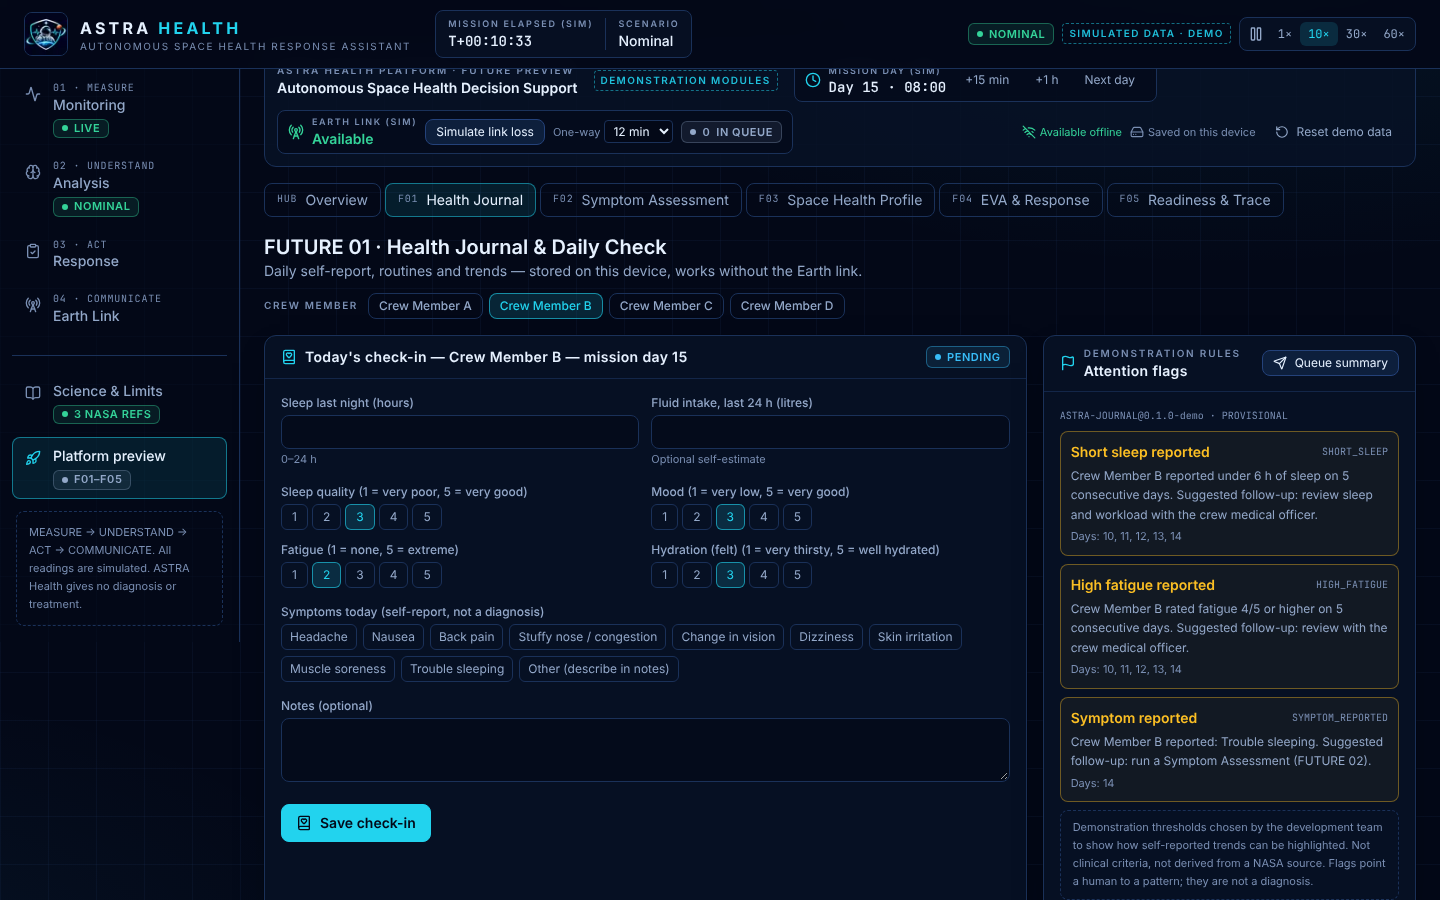 ASTRA HEALTH
AUTONOMOUS SPACE HEALTH RESPONSE ASSISTANT
MISSION ELAPSED (SIM)
T+00:10:33
SCENARIO
Nominal
NOMINAL
SIMULATED DATA · DEMO
1×
10×
30×
60×
01 · MEASURE
Monitoring
LIVE
02 · UNDERSTAND
Analysis
NOMINAL
03 · ACT
Response
04 · COMMUNICATE
Earth Link
Science & Limits
3 NASA REFS
Platform preview
F01–F05
MEASURE → UNDERSTAND →
ACT → COMMUNICATE. All
readings are simulated. ASTRA
Health gives no diagnosis or
treatment.
ASTRA HEALTH PLATFORM · FUTURE PREVIEW
Autonomous Space Health Decision Support
DEMONSTRATION MODULES
MISSION DAY (SIM)
Day 15 · 08:00
+15 min
+1 h
Next day
EARTH LINK (SIM)
Available
Simulate link loss
One-way
12 min
0 IN QUEUE
Available offline
Saved on this device
Reset demo data
HUB Overview
F01 Health Journal
F02 Symptom Assessment
F03 Space Health Profile
F04 EVA & Response
F05 Readiness & Trace
FUTURE 01 · Health Journal & Daily Check
Daily self-report, routines and trends — stored on this device, works without the Earth link.
CREW MEMBER
Crew Member A
Crew Member B
Crew Member C
Crew Member D
Today's check-in — Crew Member B — mission day 15
PENDING
Sleep last night (hours)
0–24 h
Fluid intake, last 24 h (litres)
Optional self-estimate
Sleep quality (1 = very poor, 5 = very good)
1 2 3 4 5
Mood (1 = very low, 5 = very good)
1 2 3 4 5
Fatigue (1 = none, 5 = extreme)
1 2 3 4 5
Hydration (felt) (1 = very thirsty, 5 = well hydrated)
1 2 3 4 5
Symptoms today (self-report, not a diagnosis)
Headache
Nausea
Back pain
Stuffy nose / congestion
Change in vision
Dizziness
Skin irritation
Muscle soreness
Trouble sleeping
Other (describe in notes)
Notes (optional)
Save check-in
DEMONSTRATION RULES
Attention flags
Queue summary
ASTRA-JOURNAL@0.1.0-demo · PROVISIONAL
Short sleep reported
SHORT_SLEEP
Crew Member B reported under 6 h of sleep on 5
consecutive days. Suggested follow-up: review sleep
and workload with the crew medical officer.
Days: 10, 11, 12, 13, 14
High fatigue reported
HIGH_FATIGUE
Crew Member B rated fatigue 4/5 or higher on 5
consecutive days. Suggested follow-up: review with the
crew medical officer.
Days: 10, 11, 12, 13, 14
Symptom reported
SYMPTOM_REPORTED
Crew Member B reported: Trouble sleeping. Suggested
follow-up: run a Symptom Assessment (FUTURE 02).
Days: 14
Demonstration thresholds chosen by the development team
to show how self-reported trends can be highlighted. Not
clinical criteria, not derived from a NASA source. Flags point
a human to a pattern; they are not a diagnosis.